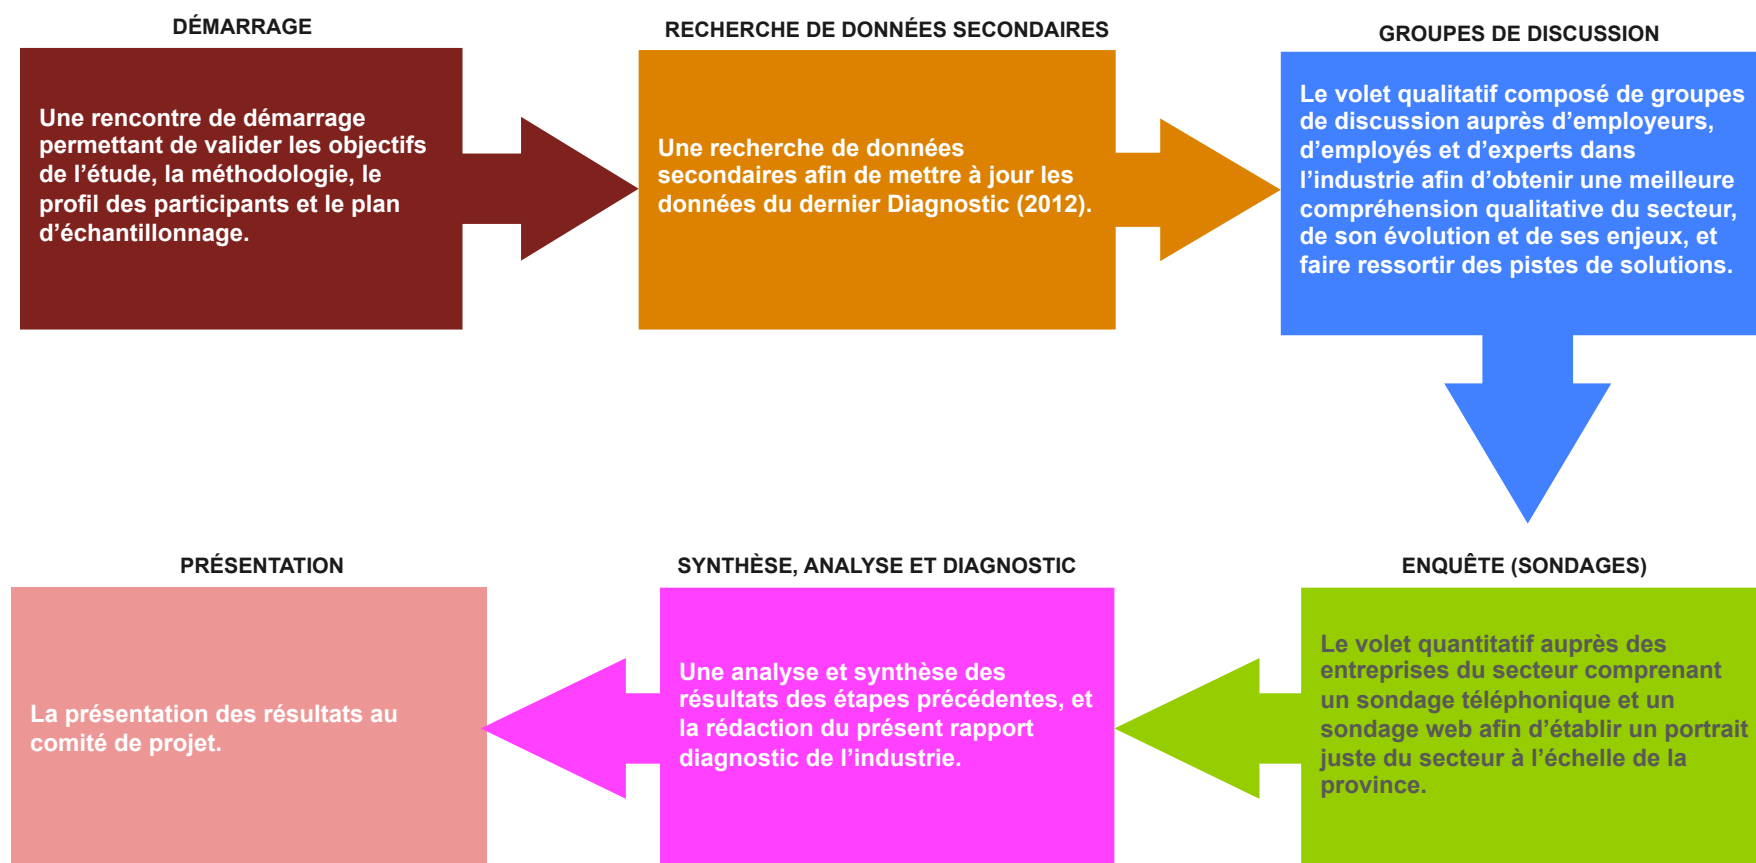 DÉMARRAGE
Une rencontre de démarrage
permettant de valider les objectifs
de l’étude, la méthodologie, le
profil des participants et le plan
d’échantillonnage.
RECHERCHE DE DONNÉES SECONDAIRES
Une recherche de données
secondaires afin de mettre à jour les
données du dernier Diagnostic (2012).
GROUPES DE DISCUSSION
Le volet qualitatif composé de groupes
de discussion auprès d’employeurs,
d’employés et d’experts dans
l’industrie afin d’obtenir une meilleure
compréhension qualitative du secteur,
de son évolution et de ses enjeux, et
faire ressortir des pistes de solutions.
ENQUÊTE (SONDAGES)
Le volet quantitatif auprès des
entreprises du secteur comprenant
un sondage téléphonique et un
sondage web afin d’établir un portrait
juste du secteur à l’échelle de la
province.
SYNTHÈSE, ANALYSE ET DIAGNOSTIC
Une analyse et synthèse des
résultats des étapes précédentes, et
la rédaction du présent rapport
diagnostic de l’industrie.
PRÉSENTATION
La présentation des résultats au
comité de projet.